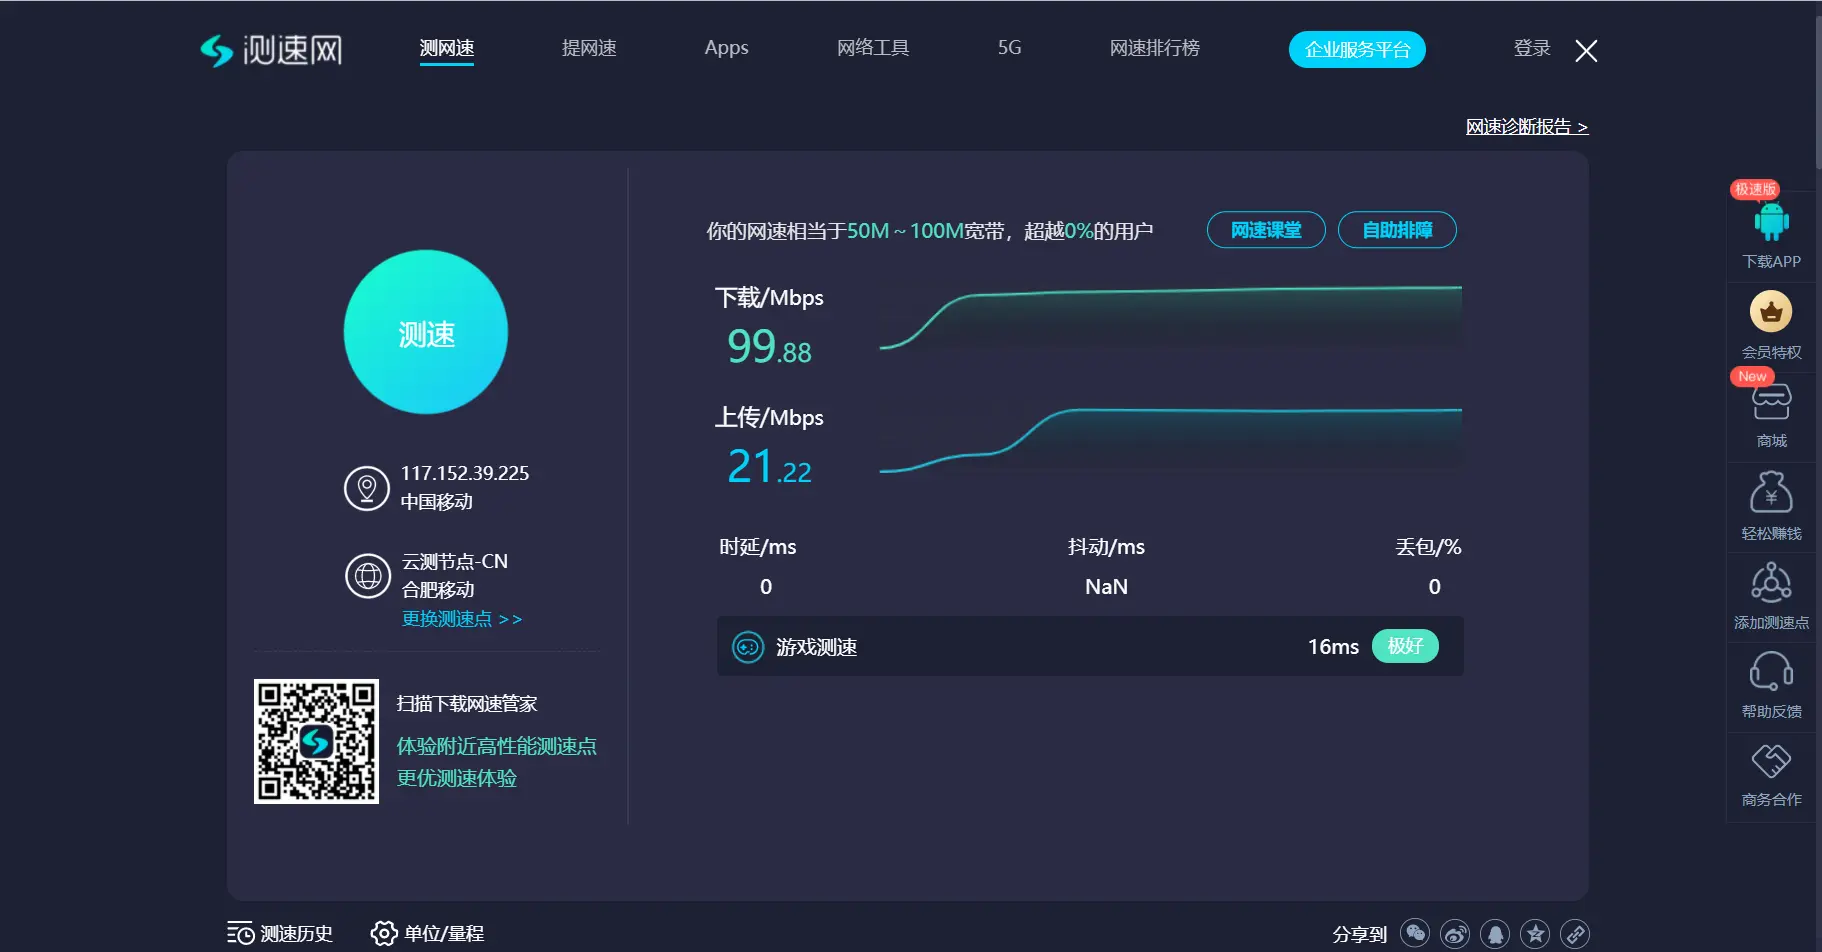 测速网
测网速
提网速
Apps
网络工具
5G
网速排行榜
企业服务平台
登录
网速诊断报告 >
测速
117.152.39.225
中国移动
云测节点-CN
合肥移动
更换测速点 >>
扫描下载网速管家
体验附近高性能测速点
更优测速体验
你的网速相当于50M~100M宽带，超越0%的用户
网速课堂
自助排障
下载/Mbps
99.88
上传/Mbps
21.22
时延/ms
抖动/ms
丢包/%
0
NaN
0
游戏测速
16ms
极好
极速版
下载APP
会员特权
New
商城
轻松赚钱
添加测速点
帮助反馈
商务合作
测速历史
单位/量程
分享到